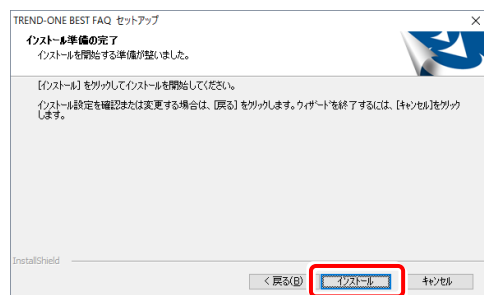 TREND-ONE BEST FAQ セットアップ
インストール準備の完了
インストールを開始する準備が整いました。
[インストール] をクリックしてインストールを開始してください。
インストール設定を確認または変更する場合は、[戻る] をクリックします。ウィザードを終了するには、[キャンセル]をクリック
します。
InstallShield
< 戻る(B)
インストール
キャンセル